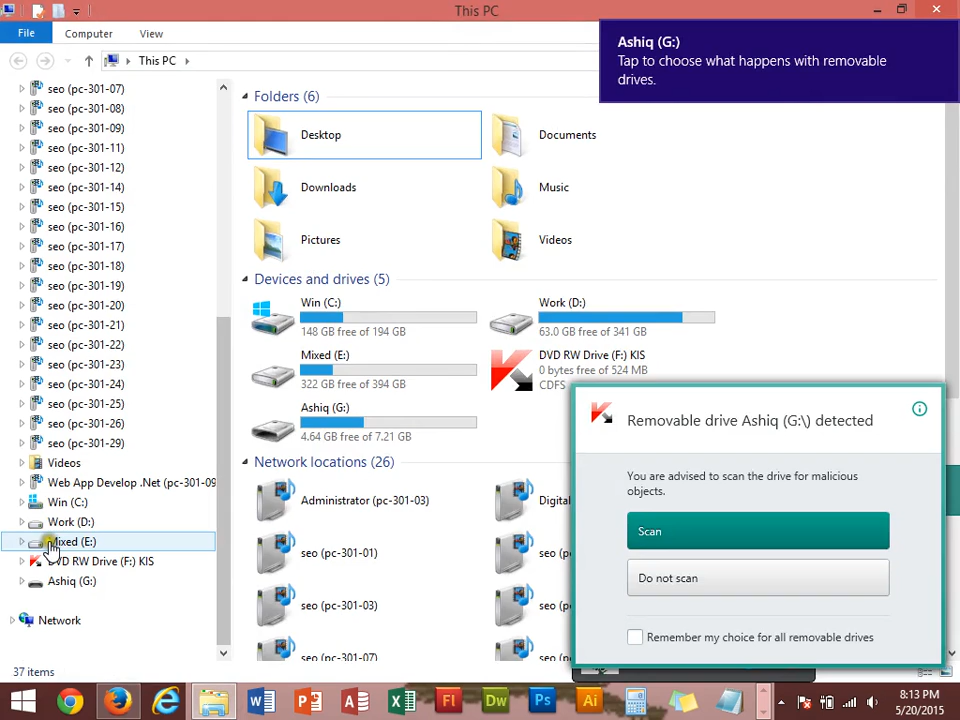 This PC
File
Computer
View
This PC
Ashiq (G:)
Tap to choose what happens with removable
drives.
seo (pc-301-07)
seo (pc-301-08)
seo (pc-301-09)
seo (pc-301-11)
seo (pc-301-12)
seo (pc-301-14)
seo (pc-301-15)
seo (pc-301-16)
seo (pc-301-17)
seo (pc-301-18)
seo (pc-301-19)
seo (pc-301-20)
seo (pc-301-21)
seo (pc-301-22)
seo (pc-301-23)
seo (pc-301-24)
seo (pc-301-25)
seo (pc-301-26)
seo (pc-301-29)
Videos
Web App Develop .Net (pc-301-09
Win (C:)
Work (D:)
Mixed (E:)
DVD RW Drive (F:) KIS
Ashiq (G:)
Network
Folders (6)
Desktop
Documents
Downloads
Music
Pictures
Videos
Devices and drives (5)
Win (C:)
148 GB free of 194 GB
Work (D:)
63.0 GB free of 341 GB
Mixed (E:)
322 GB free of 394 GB
DVD RW Drive (F:) KIS
0 bytes free of 524 MB
CDFS
Ashiq (G:)
4.64 GB free of 7.21 GB
Network locations (26)
Administrator (pc-301-03)
Digital
seo (pc-301-01)
seo
seo (pc-301-03)
seo
seo (pc-301-07)
seo
Removable drive Ashiq (G:\) detected
You are advised to scan the drive for malicious
objects.
Scan
Do not scan
Remember my choice for all removable drives
37 items
Fl
Dw
Ps
Ai
8:13 PM
5/20/2015